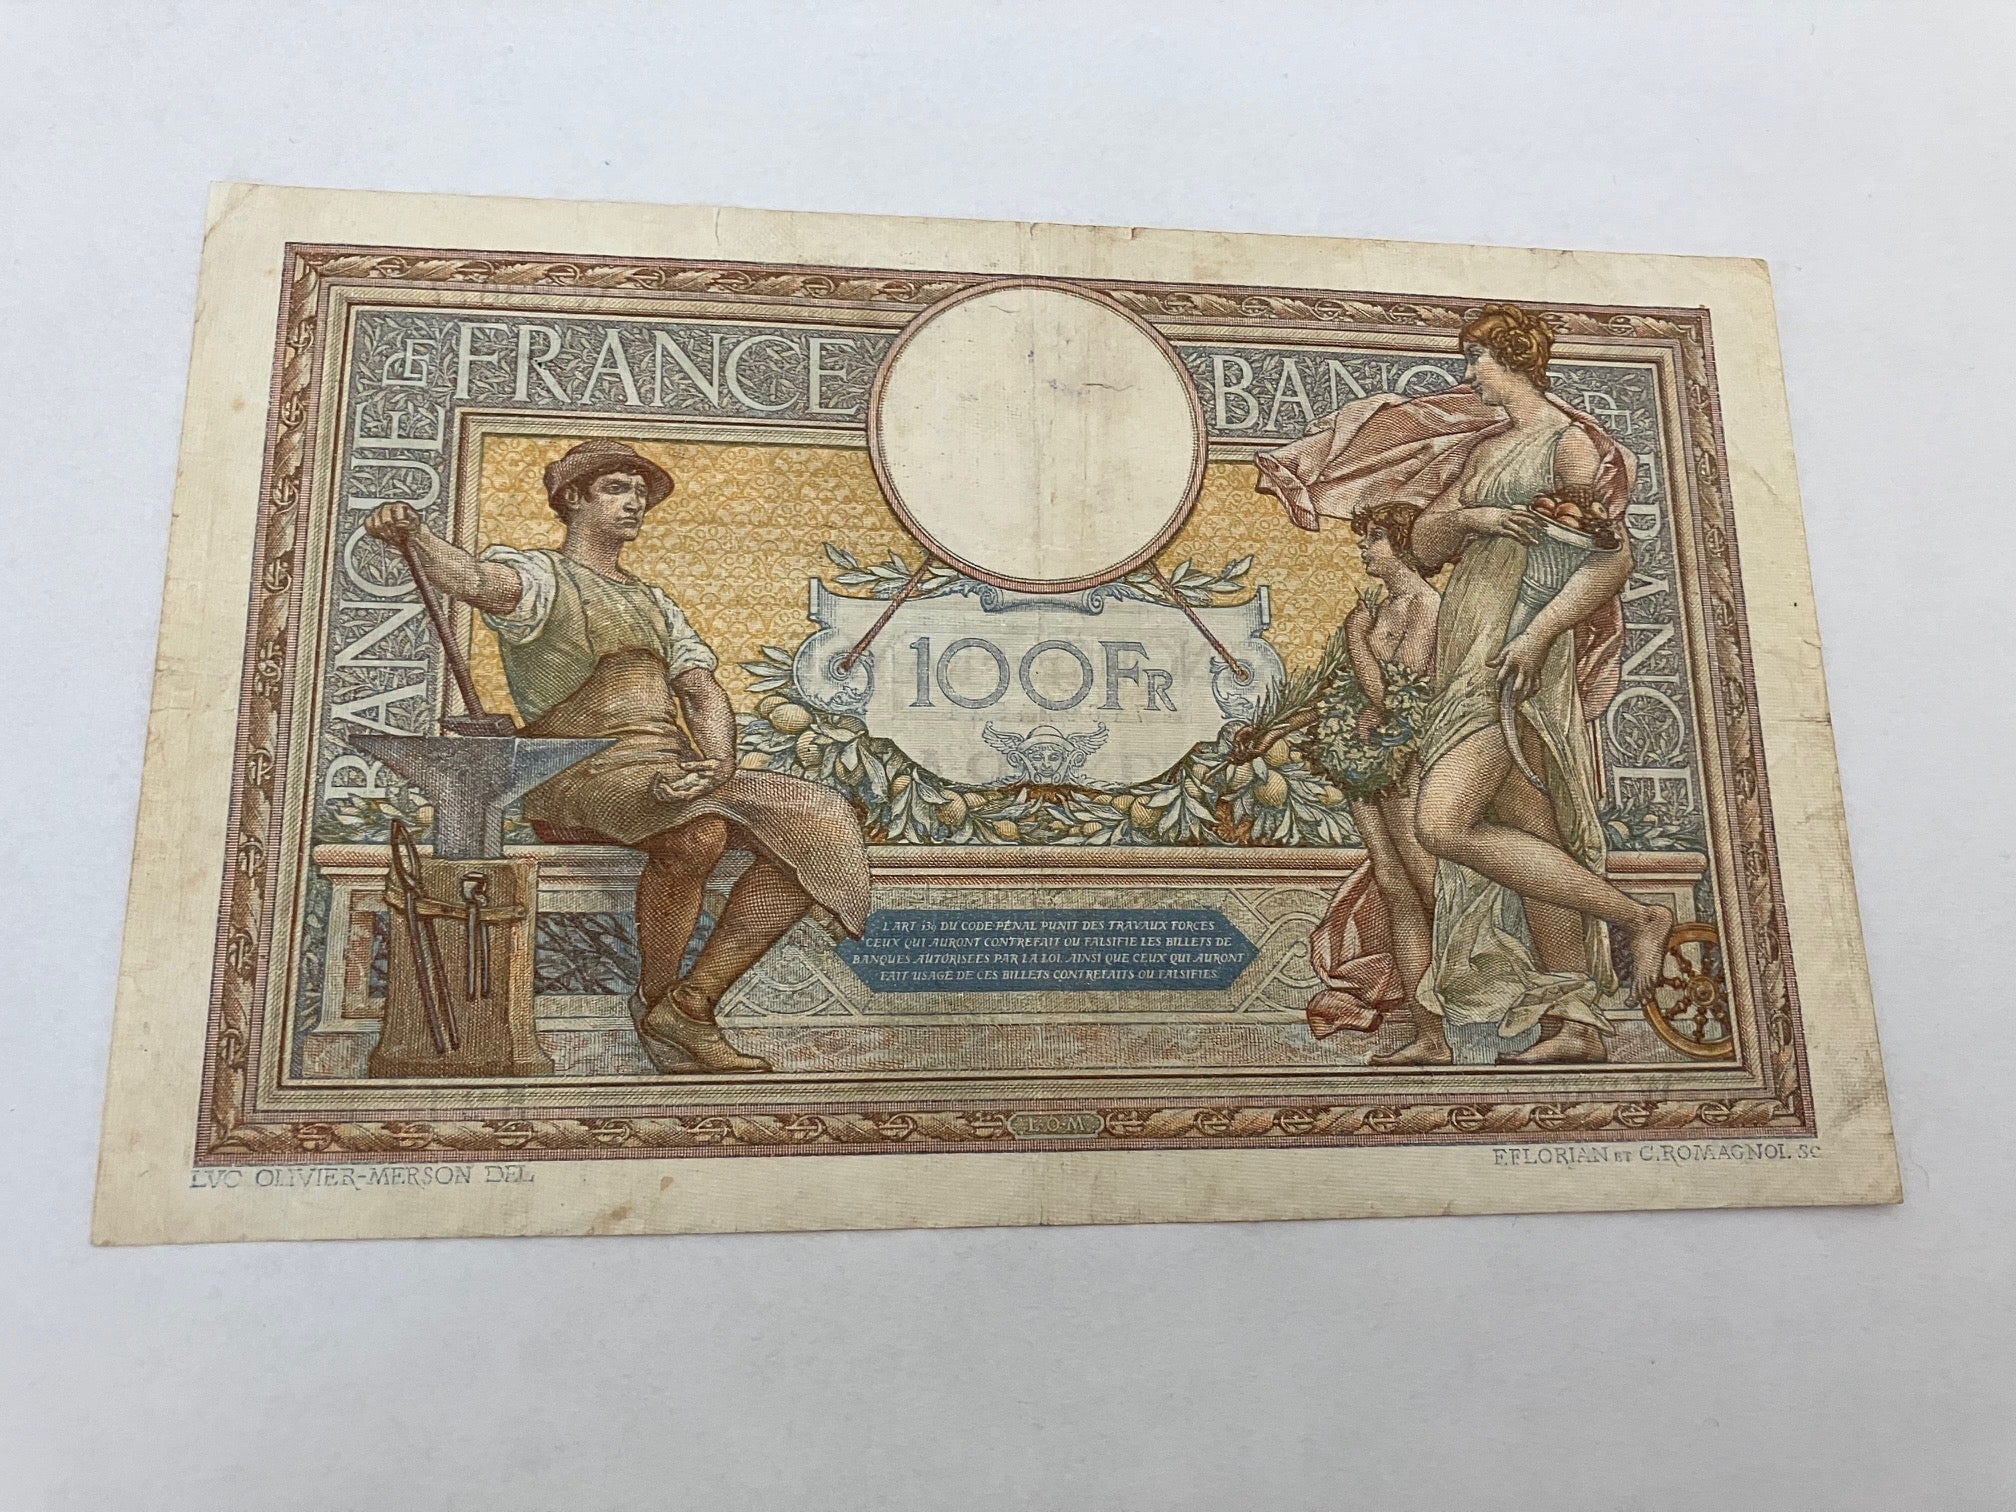 BANQUE DE FRANCE
BANQUE DE FRANCE
100FR
L'ART 139 DU CODE PÉNAL PUNIT DES TRAVAUX FORCÉS
CEUX QUI AURONT CONTREFAIT OU FALSIFIÉ LES BILLETS DE
BANQUES AUTORISÉES PAR LA LOI. AINSI QUE CEUX QUI AURONT
FAIT USAGE DE CES BILLETS CONTREFAITS OU FALSIFIÉS.
L.O.M.
LVC OLIVIER-MERSON DEL
F.FLORIAN ET C.ROMAGNOL SC